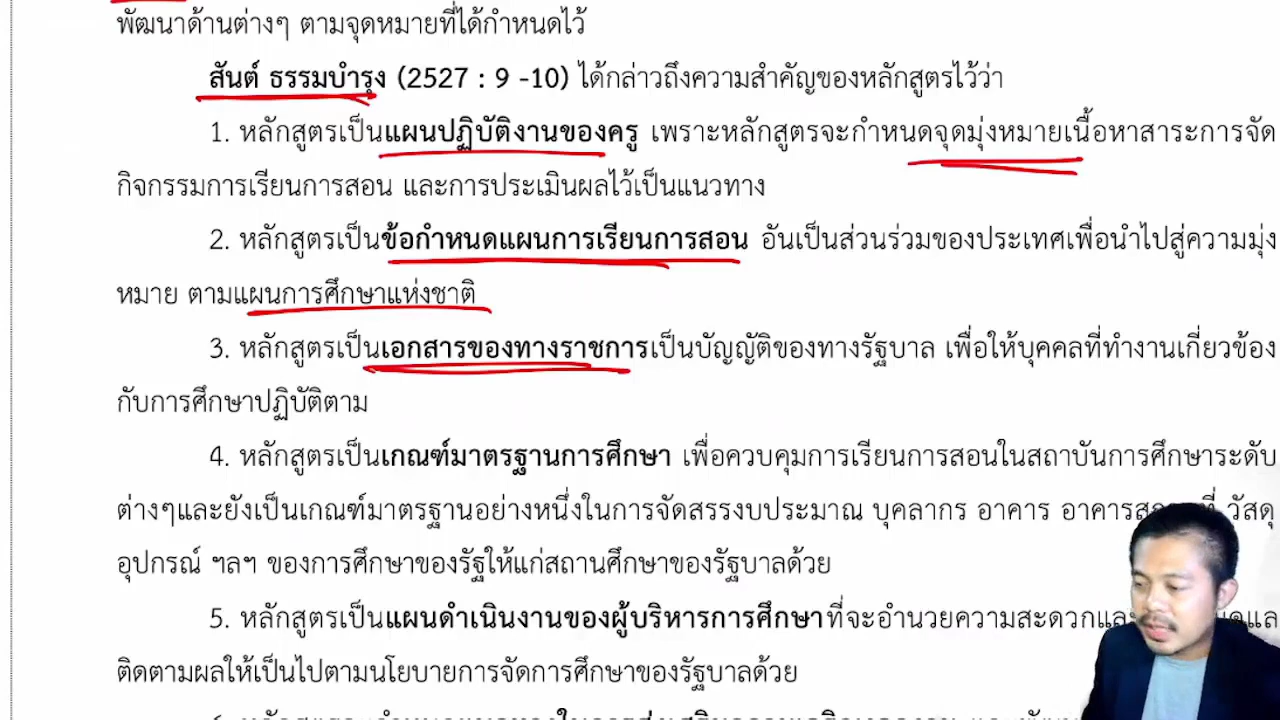 พัฒนาด้านต่างๆ ตามจุดหมายที่ได้กำหนดไว้
สันต์ ธรรมบำรุง (2527 : 9 -10) ได้กล่าวถึงความสำคัญของหลักสูตรไว้ว่า
1. หลักสูตรเป็นแผนปฏิบัติงานของครู เพราะหลักสูตรจะกำหนดจุดมุ่งหมายเนื้อหาสาระการจัด
กิจกรรมการเรียนการสอน และการประเมินผลไว้เป็นแนวทาง
2. หลักสูตรเป็นข้อกำหนดแผนการเรียนการสอน อันเป็นส่วนร่วมของประเทศเพื่อนำไปสู่ความมุ่ง
หมาย ตามแผนการศึกษาแห่งชาติ
3. หลักสูตรเป็นเอกสารของทางราชการเป็นบัญญัติของทางรัฐบาล เพื่อให้บุคคลที่ทำงานเกี่ยวข้อง
กับการศึกษาปฏิบัติตาม
4. หลักสูตรเป็นเกณฑ์มาตรฐานการศึกษา เพื่อควบคุมการเรียนการสอนในสถาบันการศึกษาระดับ
ต่างๆและยังเป็นเกณฑ์มาตรฐานอย่างหนึ่งในการจัดสรรงบประมาณ บุคลากร อาคาร วัสดุ
อุปกรณ์ ฯลฯ ของการศึกษาของรัฐให้แก่สถานศึกษาของรัฐบาลด้วย
5. หลักสูตรเป็นแผนดำเนินงานของผู้บริหารการศึกษาที่จะอำนวยความสะดวก
ติดตามผลให้เป็นไปตามนโยบายการจัดการศึกษาของรัฐบาลด้วย